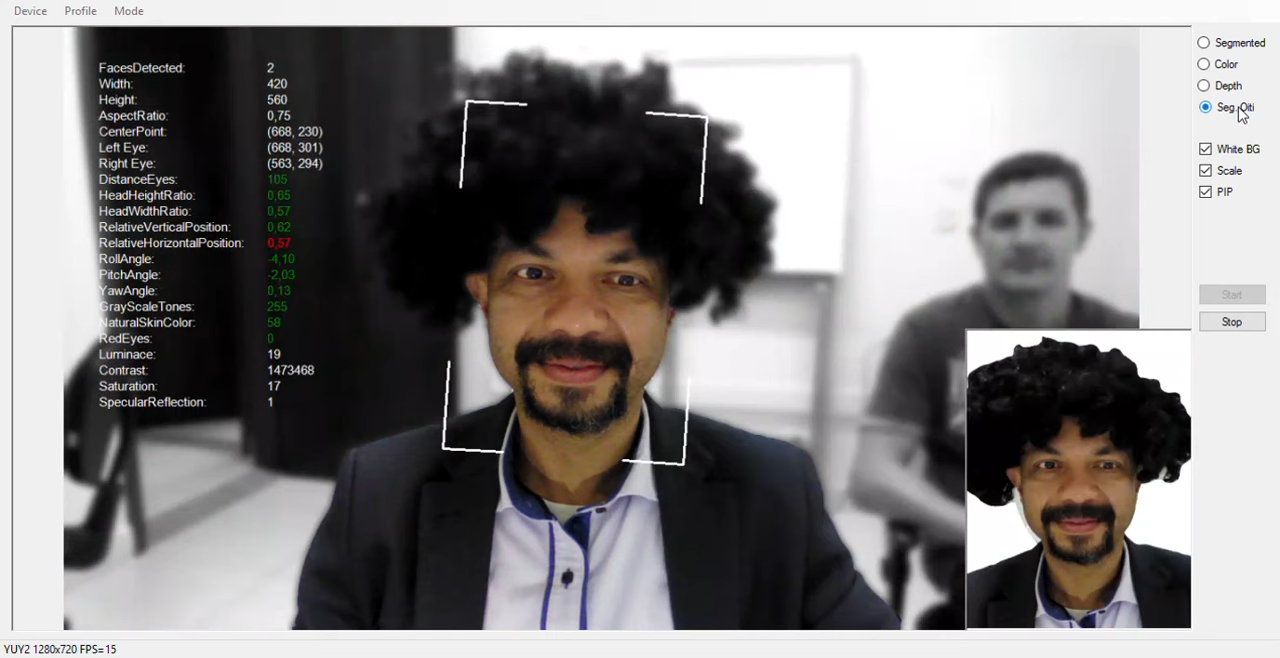 Device Profile Mode
FacesDetected: 2
Width: 420
Height: 560
AspectRatio: 0,75
CenterPoint: (668, 230)
Left Eye: (668, 301)
Right Eye: (563, 294)
DistanceEyes: 105
HeadHeightRatio: 0,65
HeadWidthRatio: 0,57
RelativeVerticalPosition: 0,62
RelativeHorizontalPosition: 0,57
RollAngle: -4,10
PitchAngle: -2,03
YawAngle: 0,13
GrayScaleTones: 255
NaturalSkinColor: 58
RedEyes: 0
Luminace: 19
Contrast: 1473468
Saturation: 17
SpecularReflection: 1
Segmented
Color
Depth
Seg.
White BG
Scale
PIP
Start
Stop
YUY2 1280x720 FPS=15